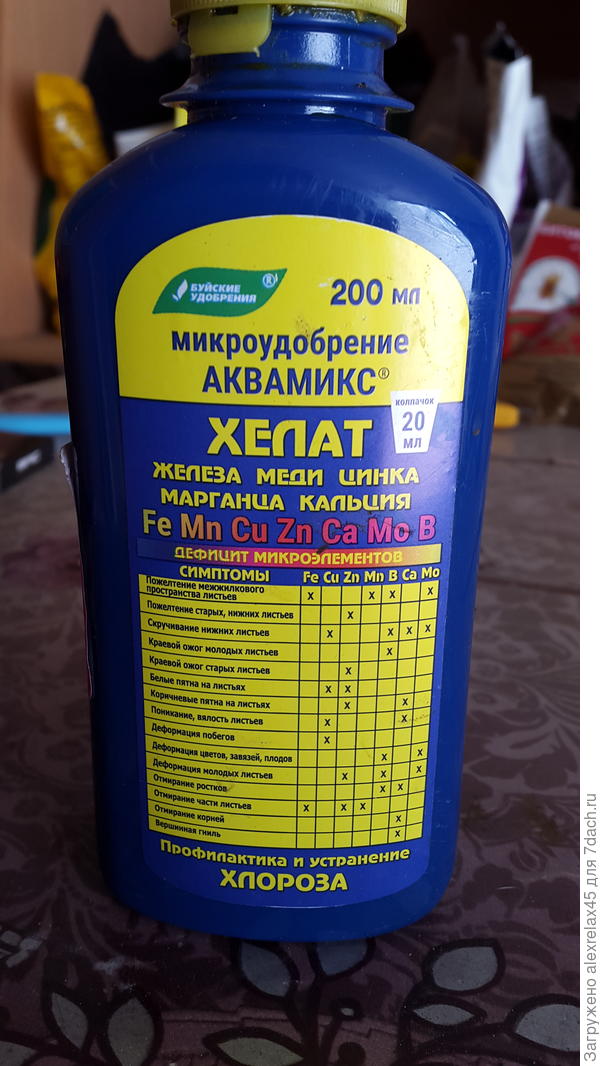 БУЙСКИЕ
УДОБРЕНИЯ ®
200 мл
микроудобрение
АКВАМИКС®
колпачок
20
мл
ХЕЛАТ
ЖЕЛЕЗА МЕДИ ЦИНКА
МАРГАНЦА КАЛЬЦИЯ
Fe Mn Cu Zn Ca Mo B
ДЕФИЦИТ МИКРОЭЛЕМЕНТОВ
СИМПТОМЫ Fe Cu Zn Mn B Ca Mo
Пожелтение межжилкового
пространства листьев x x x x
Пожелтение старых, нижних листьев x
Скручивание нижних листьев x x x x
Краевой ожог молодых листьев x
Краевой ожог старых листьев x
Белые пятна на листьях x x
Коричневые пятна на листьях x x
Поникание, вялость листьев x x
Деформация побегов x
Деформация цветов, завязей, плодов x x
Деформация молодых листьев x x x
Отмирание ростков x x
Отмирание части листьев x x x
Отмирание корней x
Вершинная гниль x
Профилактика и устранение
ХЛОРОЗА
Загружено alexrelax45 для 7dach.ru